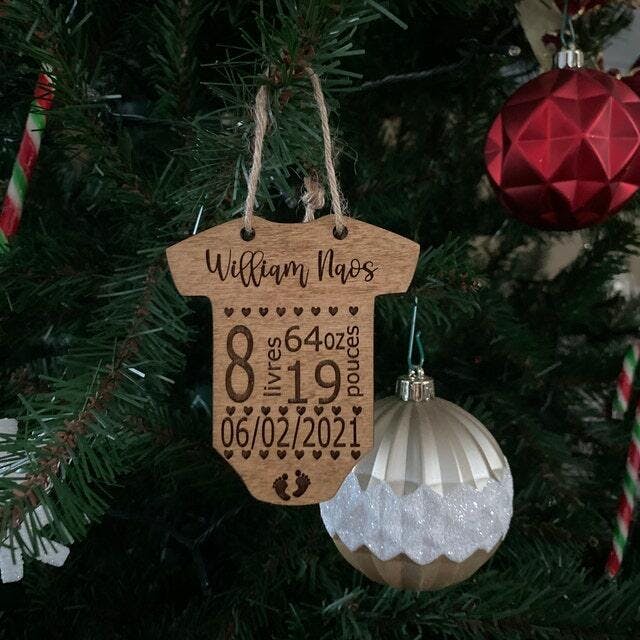 William Naos
8 livres 64oz
19 pouces
06/02/2021